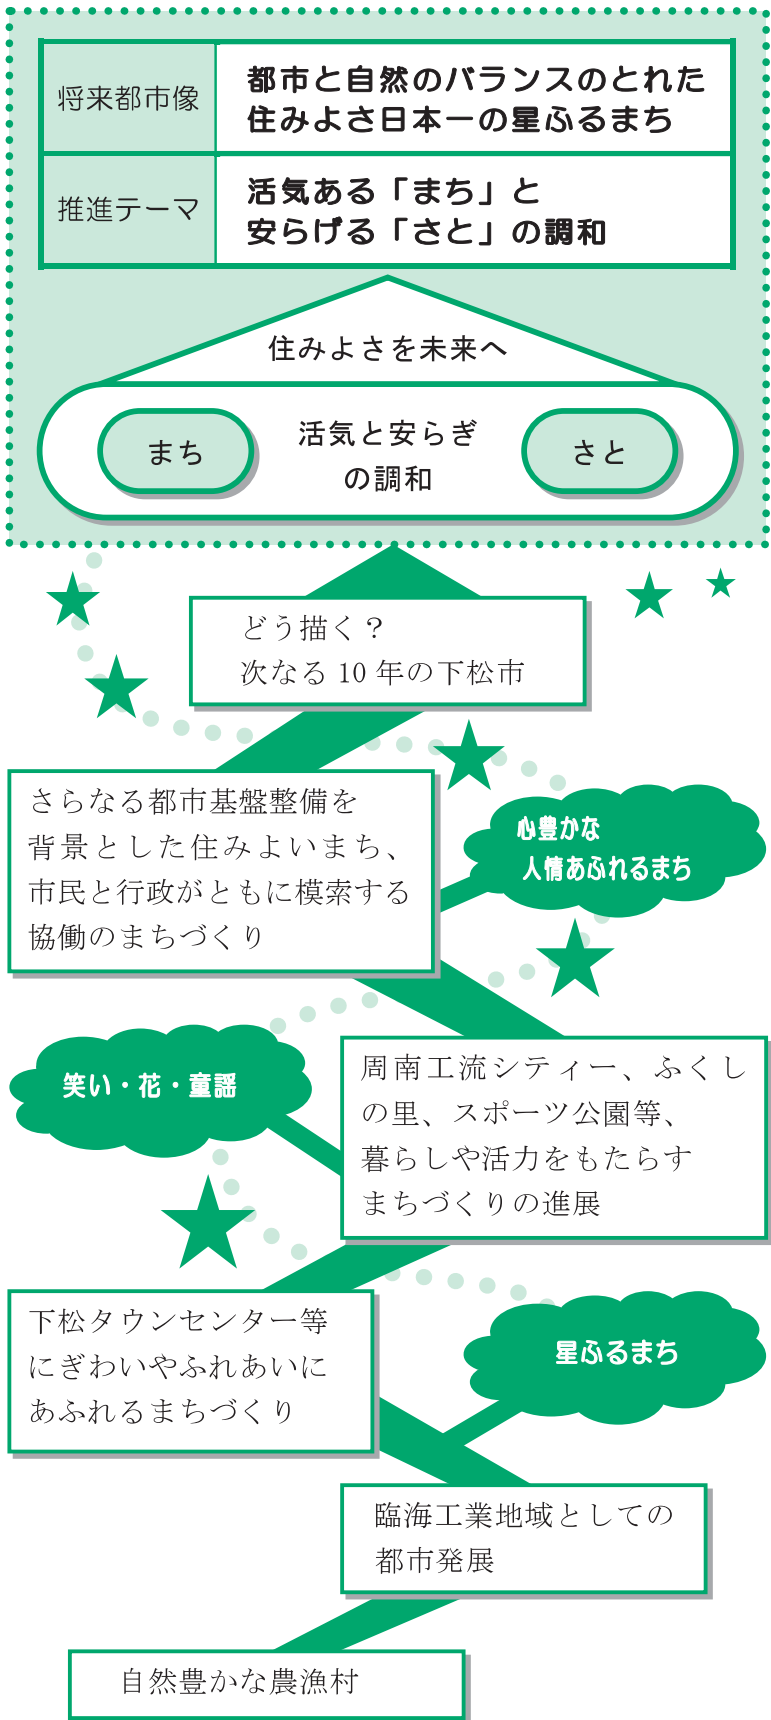 将来都市像
都市と自然のバランスのとれた
住みよさ日本一の星ふるまち
推進テーマ
活気ある「まち」と
安らげる「さと」の調和
住みよさを未来へ
まち
活気と安らぎ
の調和
さと
どう描く？
次なる 10 年の下松市
さらなる都市基盤整備を
背景とした住みよいまち、
市民と行政がともに模索する
協働のまちづくり
心豊かな
人情あふれるまち
笑い・花・童謡
周南工流シティー、ふくし
の里、スポーツ公園等、
暮らしや活力をもたらす
まちづくりの進展
下松タウンセンター等
にぎわいやふれあいに
あふれるまちづくり
星ふるまち
臨海工業地域としての
都市発展
自然豊かな農漁村